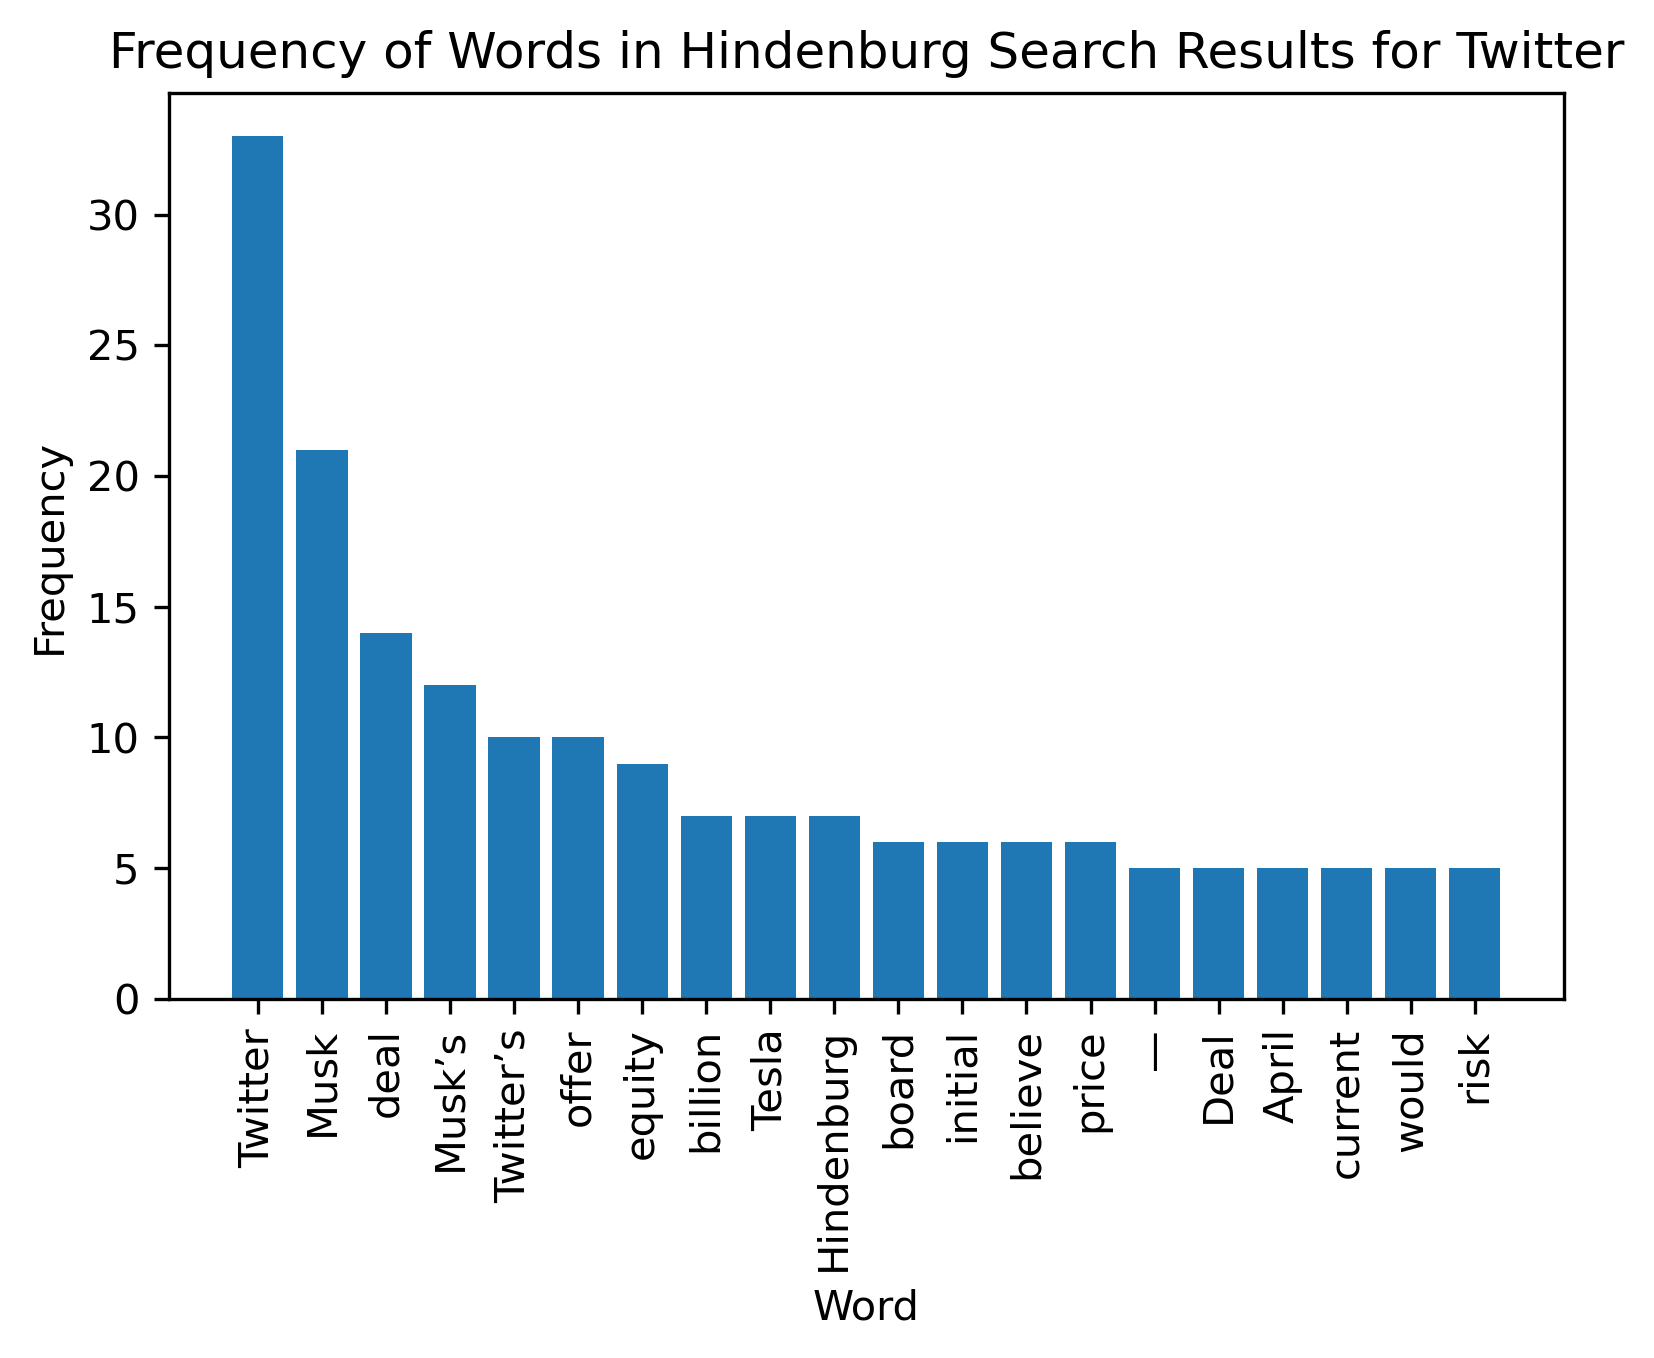 Frequency of Words in Hindenburg Search Results for Twitter
Frequency
30
25
20
15
10
5
0
Twitter
Musk
deal
Musk’s
Twitter’s
offer
equity
billion
Tesla
Hindenburg
board
initial
believe
price
—
Deal
April
current
would
risk
Word